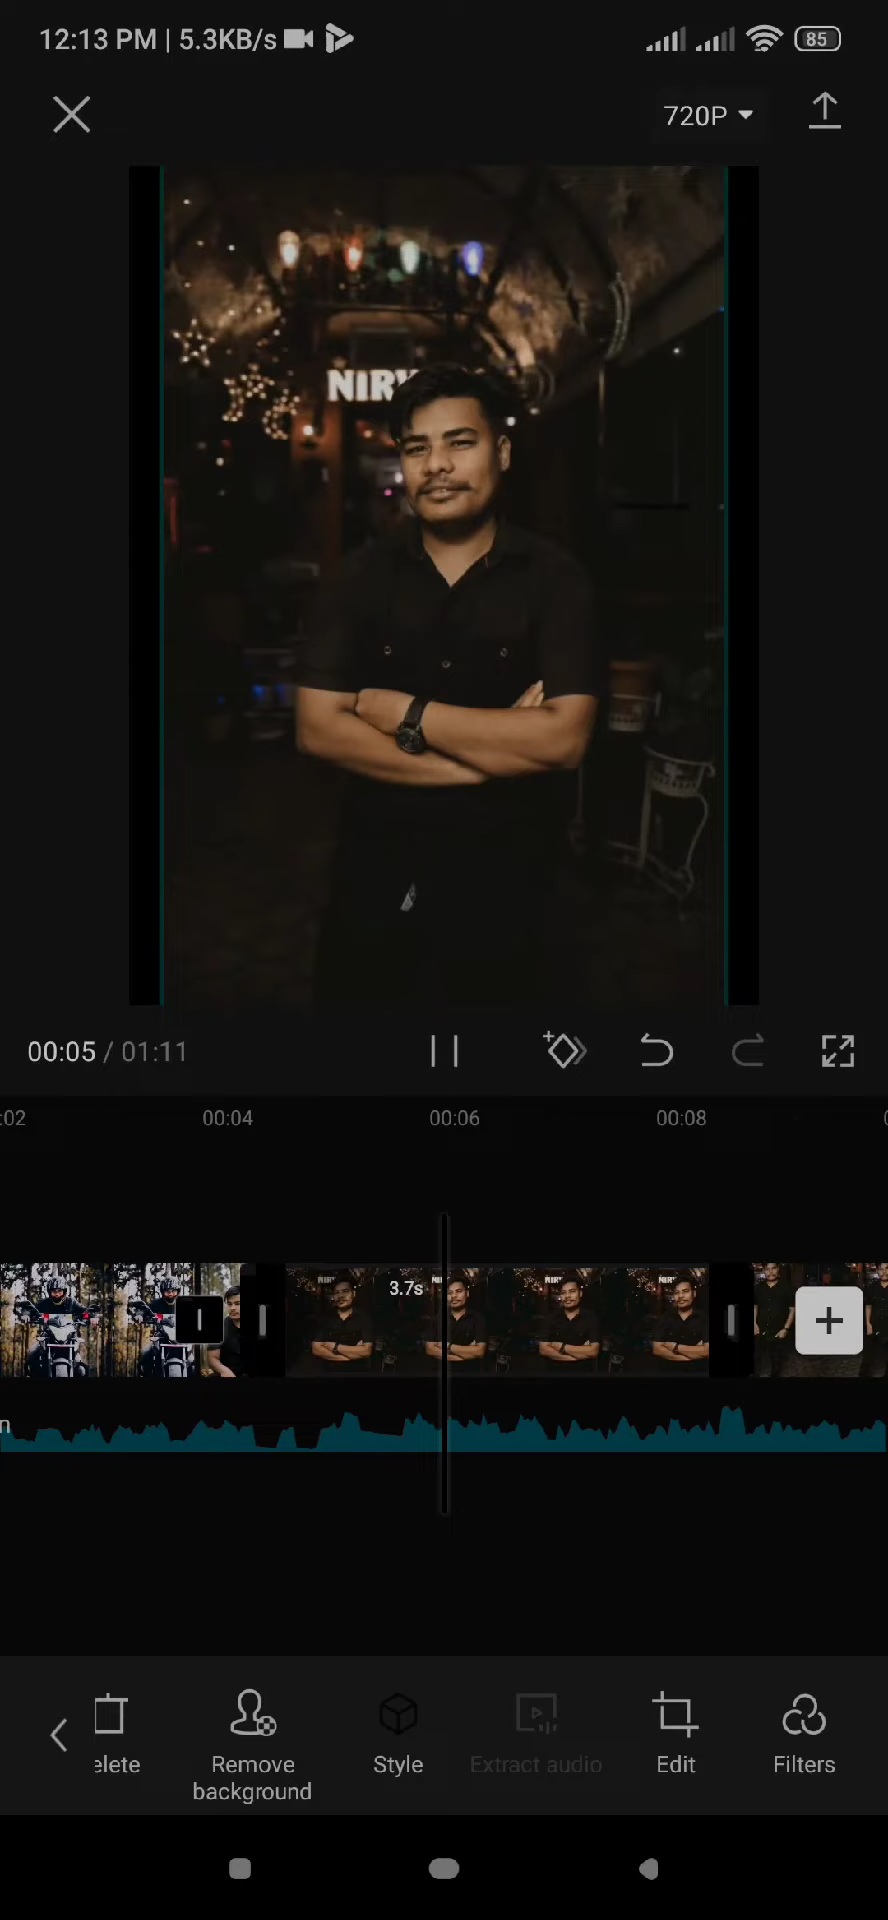 12:13 PM | 5.3KB/s
85
720P
NIRV
00:05 / 01:11
:02 00:04 00:06 00:08
3.7s
n
elete
Remove background
Style
Extract audio
Edit
Filters